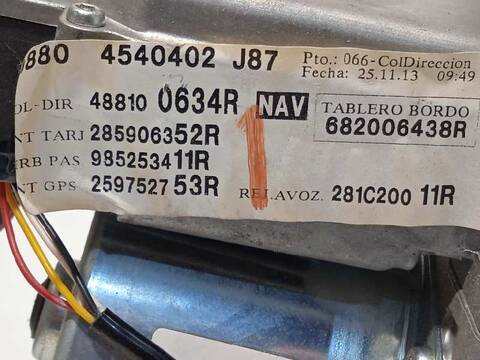 880 4540402 J87 Pto.: 066-ColDireccion
Fecha: 25.11.13 09:49
OL-DIR 48810 0634R NAV TABLERO BORDO
682006438R
NT TARJ 285906352R
RB PAS 985253411R
NT GPS 259752753R RELAVOZ. 281C200 11R